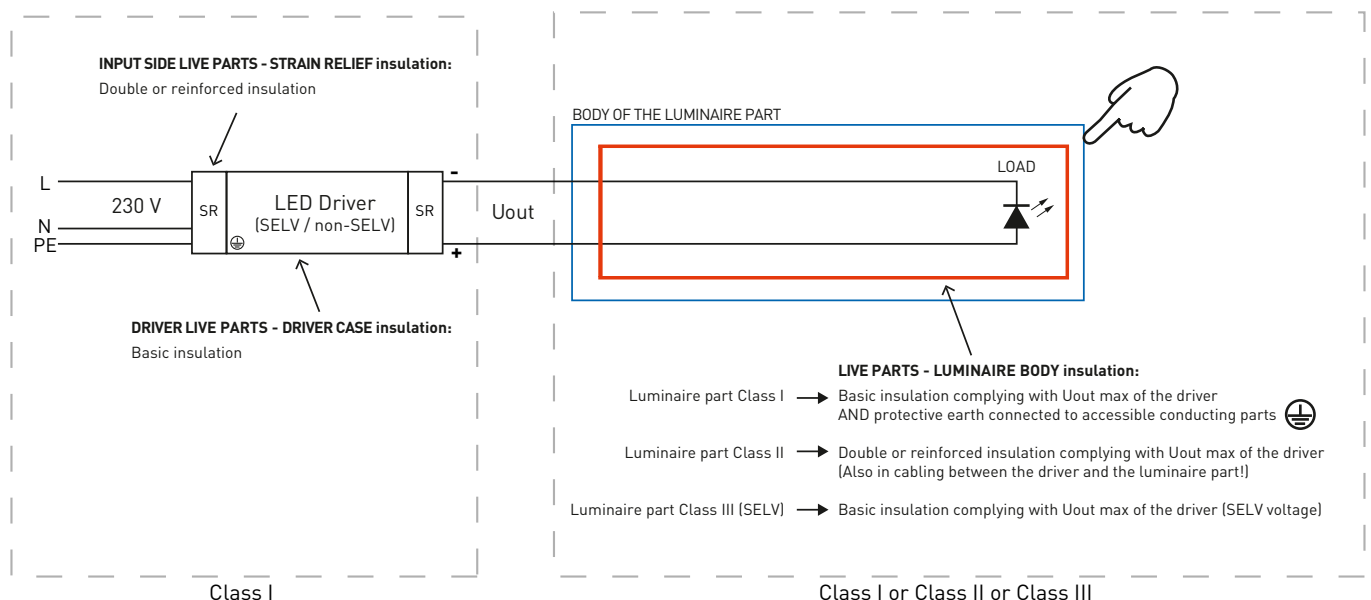 INPUT SIDE LIVE PARTS - STRAIN RELIEF insulation:
Double or reinforced insulation
BODY OF THE LUMINAIRE PART
LOAD
L
230 V
N
PE
SR
LED Driver
(SELV / non-SELV)
SR
-
+
Uout
DRIVER LIVE PARTS - DRIVER CASE insulation:
Basic insulation
LIVE PARTS - LUMINAIRE BODY insulation:
Luminaire part Class I
Basic insulation complying with Uout max of the driver
AND protective earth connected to accessible conducting parts
Luminaire part Class II
Double or reinforced insulation complying with Uout max of the driver
(Also in cabling between the driver and the luminaire part!)
Luminaire part Class III (SELV)
Basic insulation complying with Uout max of the driver (SELV voltage)
Class I
Class I or Class II or Class III